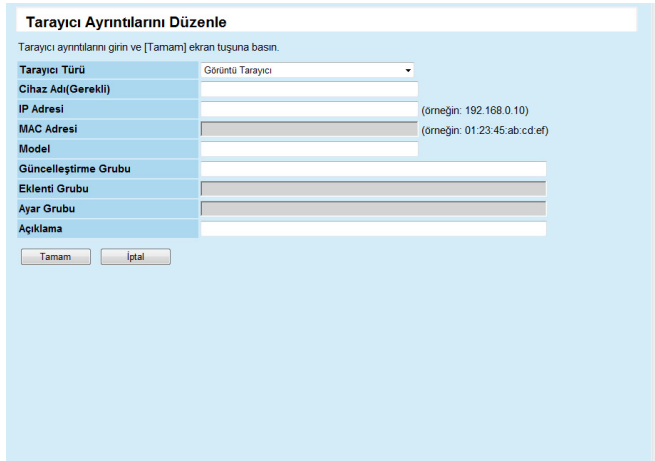 Tarayıcı Ayrıntılarını Düzenle
Tarayıcı ayrıntılarını girin ve [Tamam] ekran tuşuna basın.
Tarayıcı Türü Görüntü Tarayıcı
Cihaz Adı(Gerekli)
IP Adresi (örneğin: 192.168.0.10)
MAC Adresi (örneğin: 01:23:45:ab:cd:ef)
Model
Güncelleştirme Grubu
Eklenti Grubu
Ayar Grubu
Açıklama
Tamam İptal